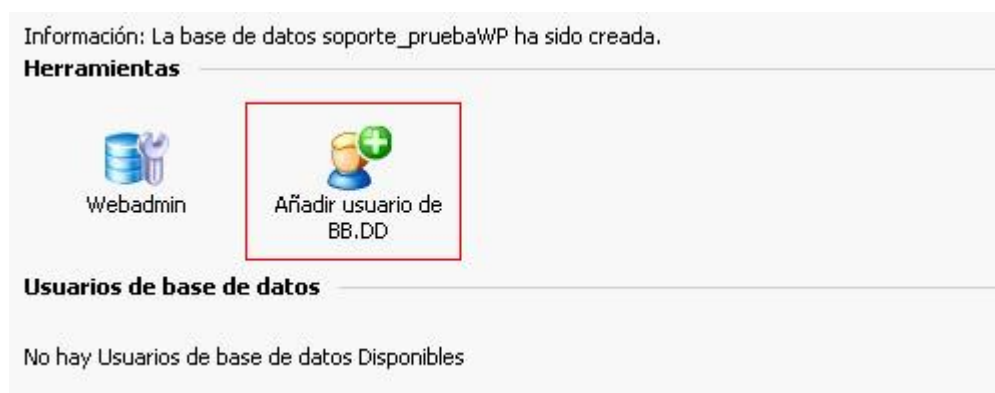 Información: La base de datos soporte_pruebaWP ha sido creada.
Herramientas
Webadmin
Añadir usuario de
BB.DD
Usuarios de base de datos
No hay Usuarios de base de datos Disponibles